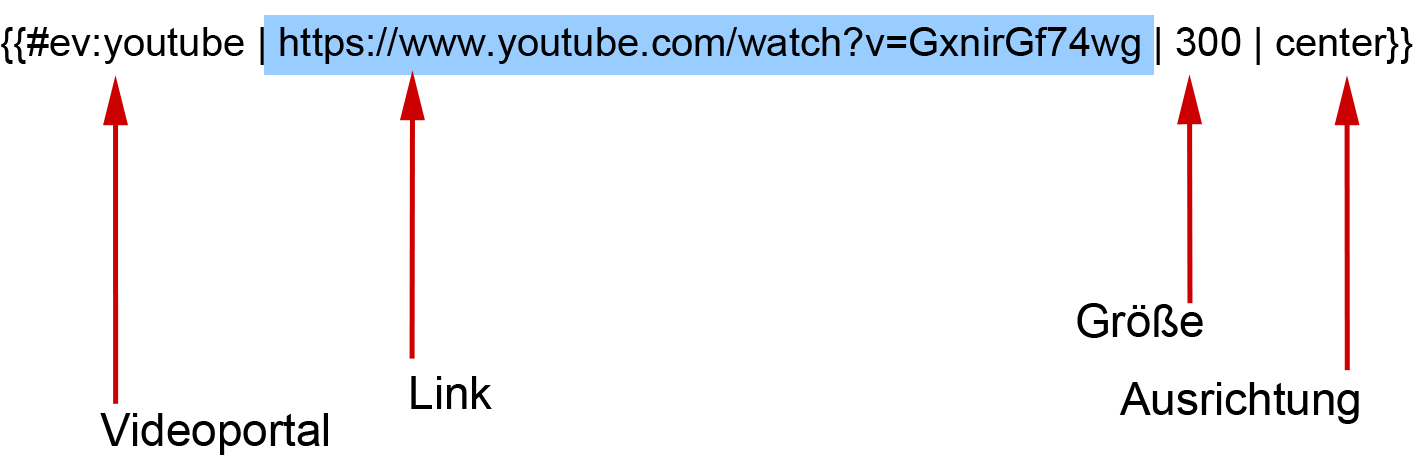 {{#ev:youtube | https://www.youtube.com/watch?v=GxnirGf74wg | 300 | center}}
Größe
Link
Ausrichtung
Videoportal